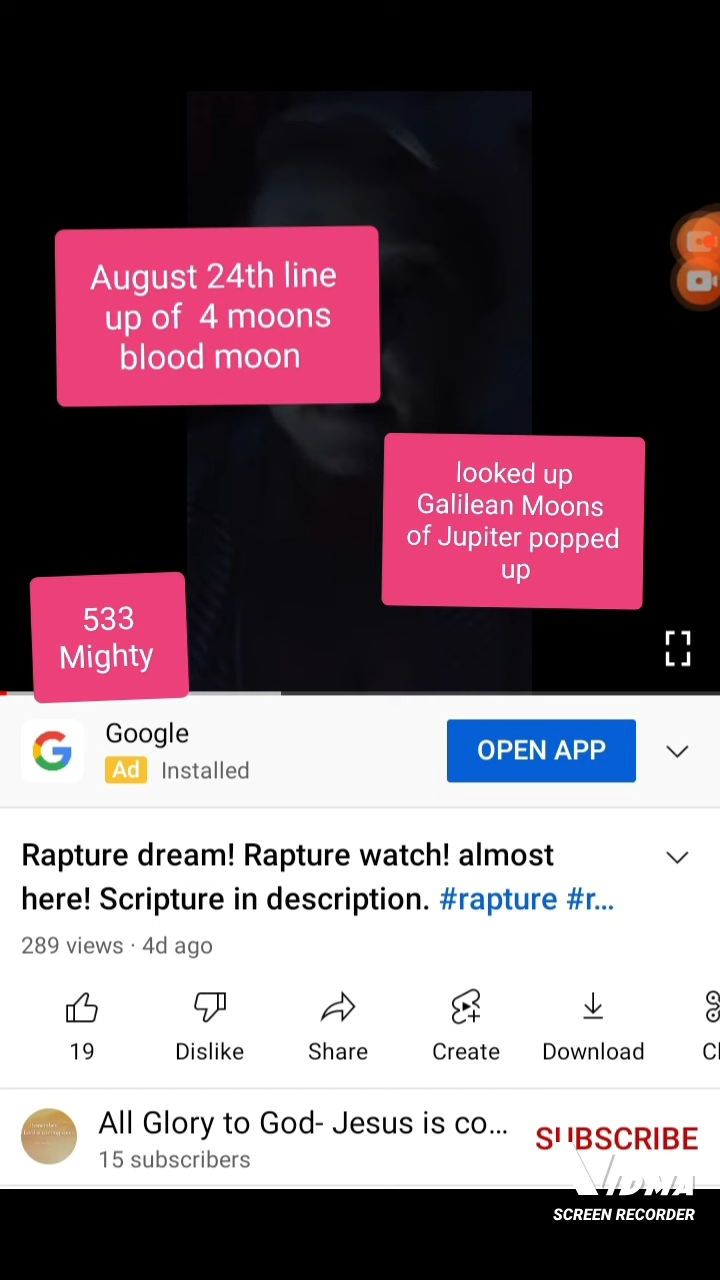 August 24th line
up of 4 moons
blood moon
looked up
Galilean Moons
of Jupiter popped
up
533
Mighty
Google
Ad Installed
OPEN APP
Rapture dream! Rapture watch! almost
here! Scripture in description. #rapture #r...
289 views · 4d ago
19
Dislike
Share
Create
Download
Cl
All Glory to God- Jesus is co...
15 subscribers
SUBSCRIBE
VIDMA
SCREEN RECORDER